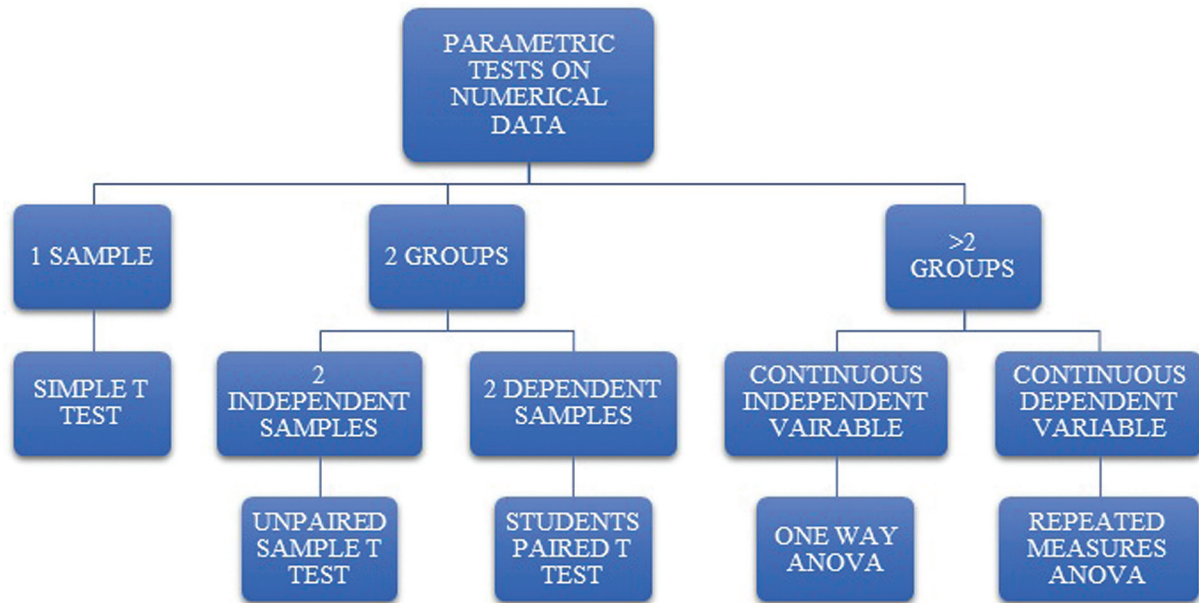 PARAMETRIC
TESTS ON
NUMERICAL
DATA
1 SAMPLE
2 GROUPS
>2
GROUPS
SIMPLE T
TEST
2
INDEPENDENT
SAMPLES
2 DEPENDENT
SAMPLES
CONTINUOUS
INDEPENDENT
VAIRABLE
CONTINUOUS
DEPENDENT
VARIABLE
UNPAIRED
SAMPLE T
TEST
STUDENTS
PAIRED T
TEST
ONE WAY
ANOVA
REPEATED
MEASURES
ANOVA